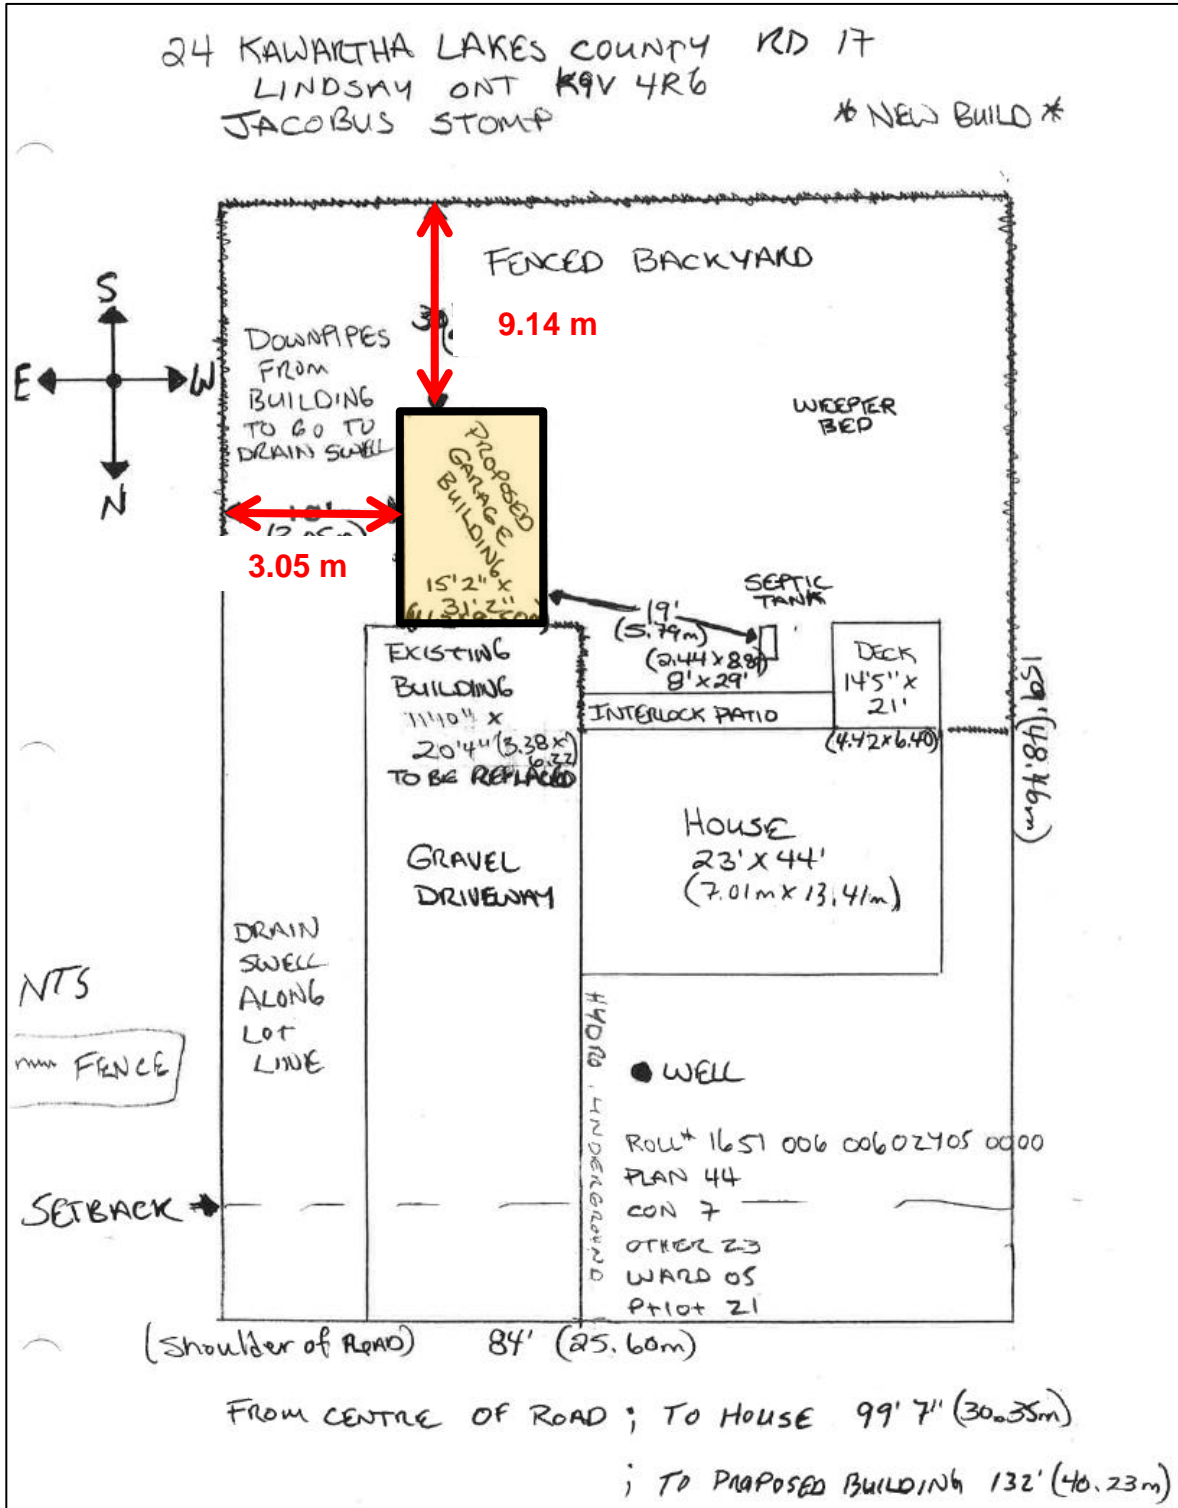 24 KAWARTHA LAKES COUNTY RD 17
LINDSAY ONT K9V 4R6
JACOBUS STOMP
* NEW BUILD *
FENCED BACKYARD
9.14 m
S
E
W
N
DOWNPIPES
FROM
BUILDING
TO GO TO
DRAIN SWELL
WEEPER
BED
PROPOSED
GARAGE
BUILDING
15'2" x
31'2"
3.05 m
SEPTIC
TANK
19'
(5.79m)
(2.44 x 8.8
8' x 29'
DECK
14'5" x
21'
(4.42 x 6.40)
INTERLOCK PATIO
EXISTING
BUILDING
11'10" x
20'4" (3.38 x
6.22
TO BE REPLACED
159' (48.46m)
HOUSE
23' X 44'
(7.01m x 13.41m)
GRAVEL
DRIVEWAY
DRAIN
SWELL
ALONG
LOT
LINE
NTS
FENCE
HYDRO UNDERGROUND
WELL
ROLL# 1651 006 00602405 0000
PLAN 44
CON 7
OTHER 23
WARD 05
Pt lot 21
SETBACK
(Shoulder of ROAD) 84' (25.60m)
FROM CENTRE OF ROAD ; TO HOUSE 99' 7" (30.35m)
; TO PROPOSED BUILDING 132' (40.23m)